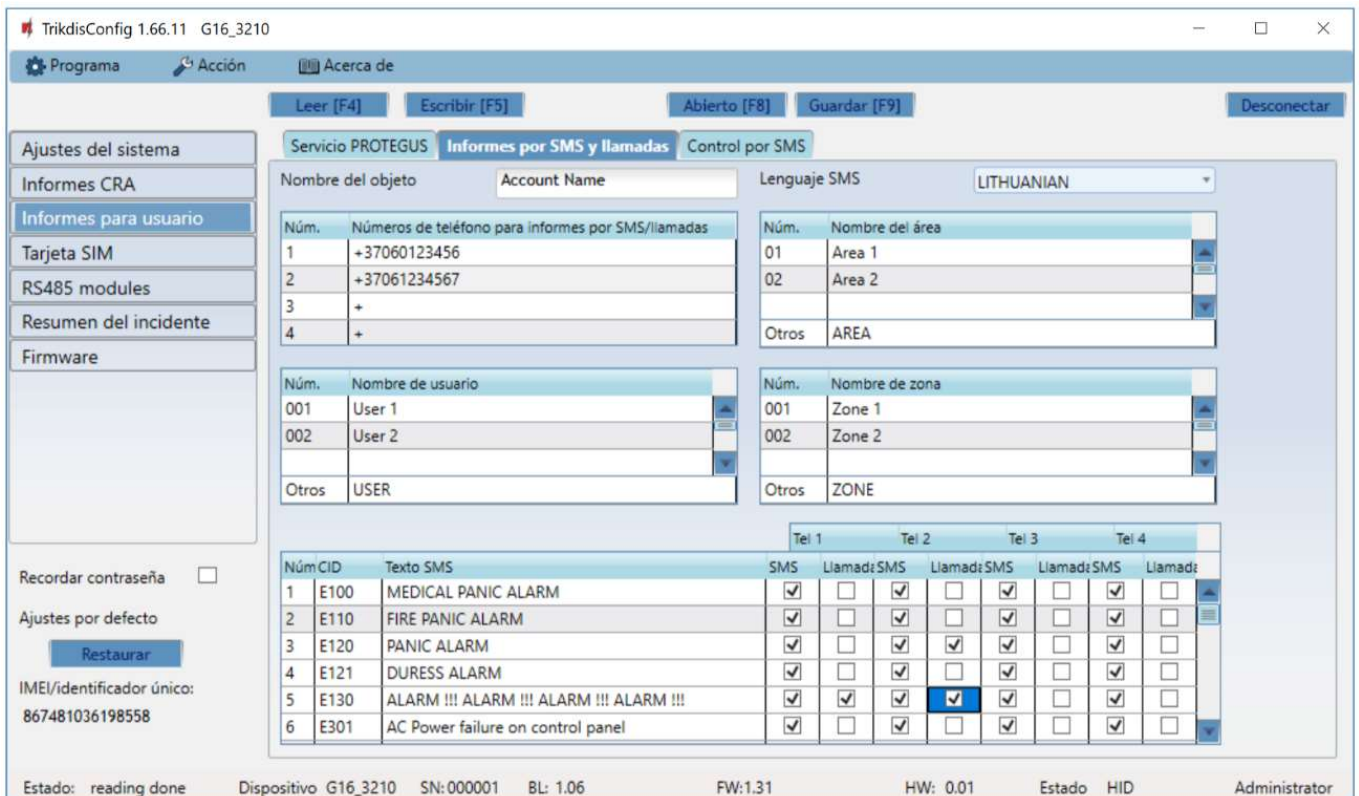 TrikdisConfig 1.66.11 G16_3210
Programa Acción Acerca de
Leer [F4] Escribir [F5] Abierto [F8] Guardar [F9] Desconectar
Ajustes del sistema
Informes CRA
Informes para usuario
Tarjeta SIM
RS485 modules
Resumen del incidente
Firmware
Recordar contraseña
Ajustes por defecto
Restaurar
IMEI/identificador único:
867481036198558
Servicio PROTEGUS Informes por SMS y llamadas Control por SMS
Nombre del objeto Account Name Lenguaje SMS LITHUANIAN
Núm. Números de teléfono para informes por SMS/llamadas
1 +37060123456
2 +37061234567
3 +
4 +
Núm. Nombre del área
01 Area 1
02 Area 2
Otros AREA
Núm. Nombre de usuario
001 User 1
002 User 2
Otros USER
Núm. Nombre de zona
001 Zone 1
002 Zone 2
Otros ZONE
Tel 1 Tel 2 Tel 3 Tel 4
Núm CID Texto SMS SMS Llamada SMS Llamada SMS Llamada SMS Llamada
1 E100 MEDICAL PANIC ALARM
2 E110 FIRE PANIC ALARM
3 E120 PANIC ALARM
4 E121 DURESS ALARM
5 E130 ALARM !!! ALARM !!! ALARM !!! ALARM !!!
6 E301 AC Power failure on control panel
Estado: reading done Dispositivo G16_3210 SN: 000001 BL: 1.06 FW:1.31 HW: 0.01 Estado HID Administrator